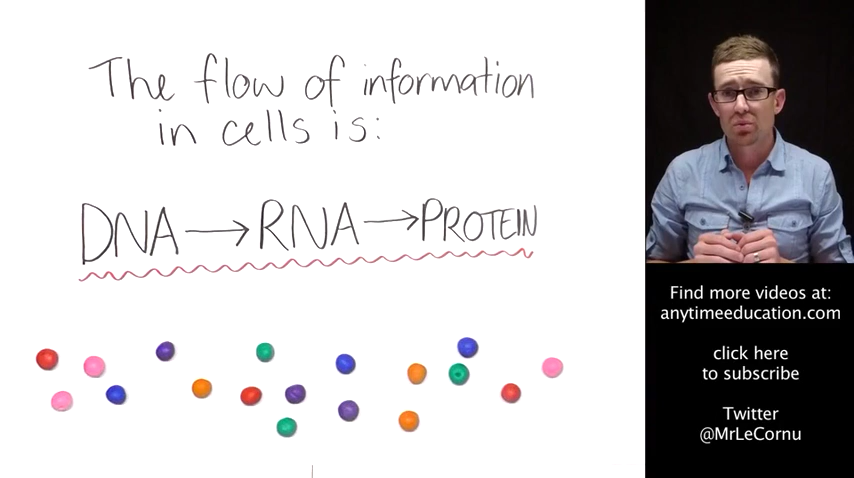 The flow of information
in cells is:
DNA → RNA → PROTEIN
Find more videos at:
anytimeeducation.com
click here
to subscribe
Twitter
@MrLeCornu